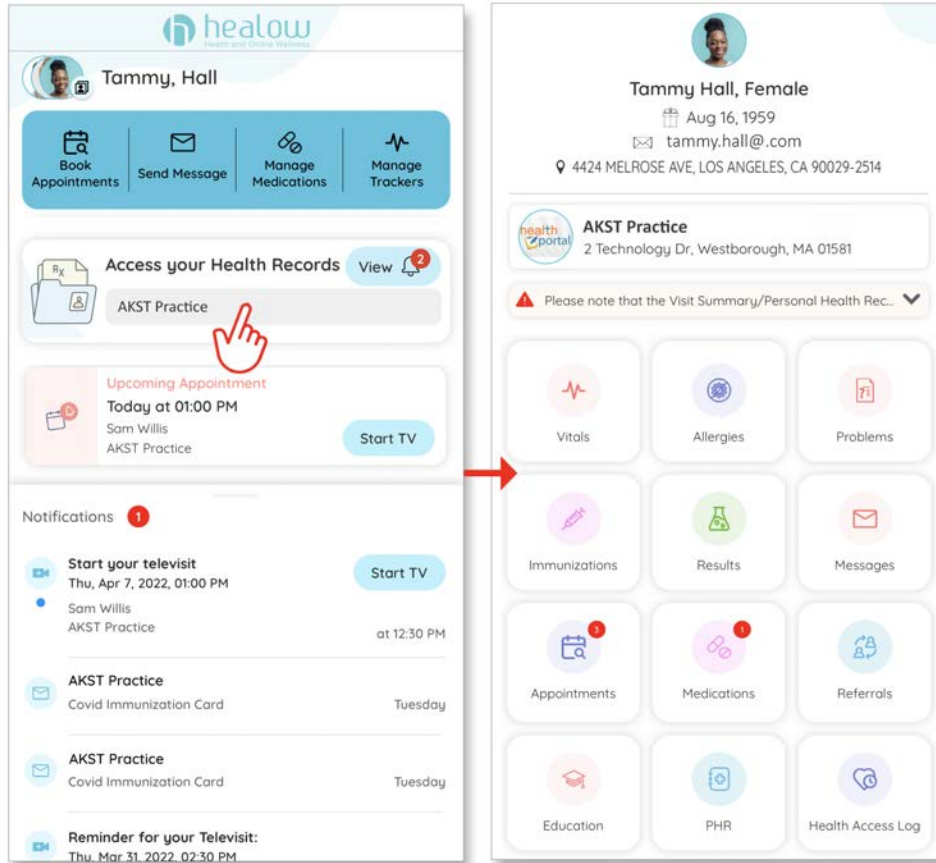 healow
Health and Online Wellness
Tammy, Hall
Book Appointments
Send Message
Manage Medications
Manage Trackers
Rx
Access your Health Records
View
2
AKST Practice
Upcoming Appointment
Today at 01:00 PM
Sam Willis
AKST Practice
Start TV
Notifications 1
Start your televisit
Start TV
Thu, Apr 7, 2022, 01:00 PM
Sam Willis
AKST Practice
at 12:30 PM
AKST Practice
Covid Immunization Card
Tuesday
AKST Practice
Covid Immunization Card
Tuesday
Reminder for your Televisit:
Thu, Mar 31, 2022, 02:30 PM
Tammy Hall, Female
Aug 16, 1959
tammy.hall@.com
4424 MELROSE AVE, LOS ANGELES, CA 90029-2514
health portal
AKST Practice
2 Technology Dr, Westborough, MA 01581
Please note that the Visit Summary/Personal Health Rec...
Vitals
Allergies
Problems
Immunizations
Results
Messages
3
1
Appointments
Medications
Referrals
Education
PHR
Health Access Log